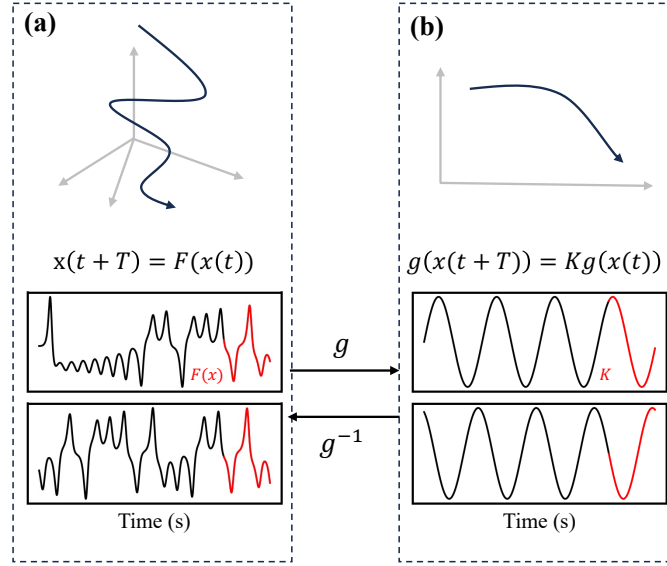 (a)
x(t + T) = F(x(t))
F(x)
Time (s)
g
g⁻¹
(b)
g(x(t + T)) = Kg(x(t))
K
Time (s)